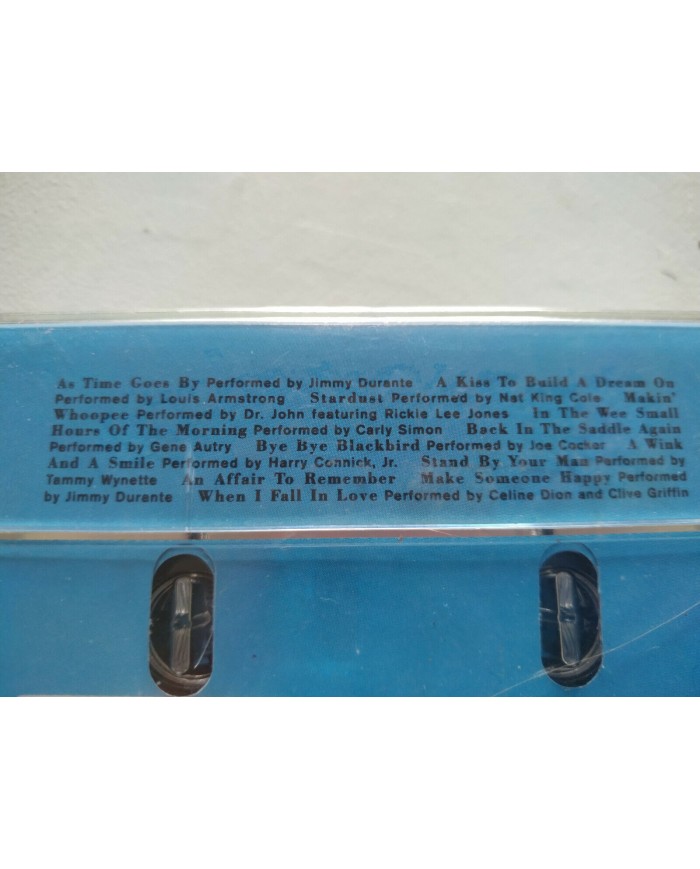 As Time Goes By Performed by Jimmy Durante A Kiss To Build A Dream On
Performed by Louis Armstrong Stardust Performed by Nat King Cole Makin'
Whoopee Performed by Dr. John featuring Rickie Lee Jones In The Wee Small
Hours Of The Morning Performed by Carly Simon Back In The Saddle Again
Performed by Gene Autry Bye Bye Blackbird Performed by Joe Cocker A Wink
And A Smile Performed by Harry Connick, Jr. Stand By Your Man Performed by
Tammy Wynette An Affair To Remember Make Someone Happy Performed
by Jimmy Durante When I Fall In Love Performed by Celine Dion and Clive Griffin